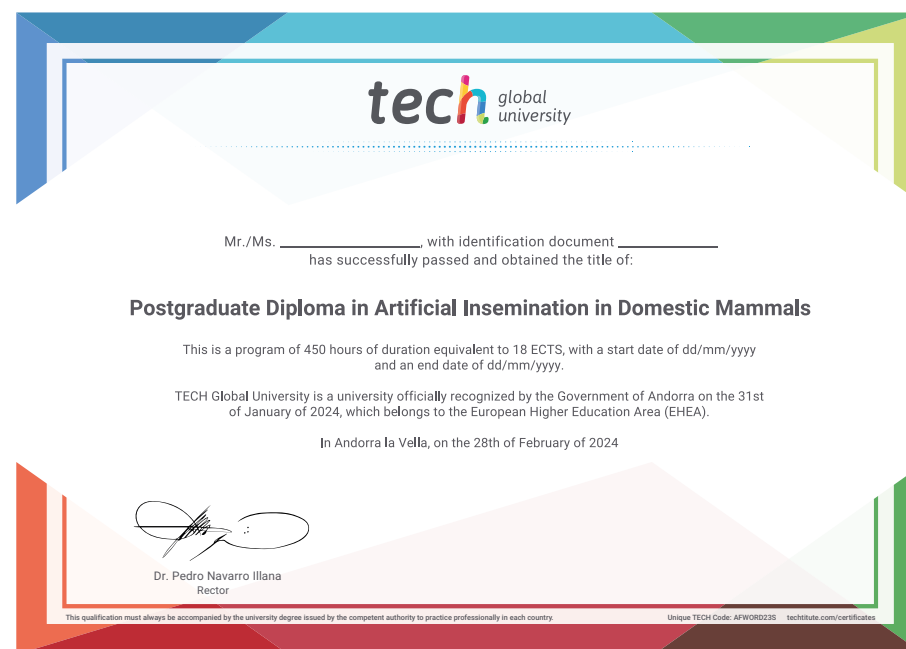 tech global
university
Mr./Ms. ____________________, with identification document ______________
has successfully passed and obtained the title of:
Postgraduate Diploma in Artificial Insemination in Domestic Mammals
This is a program of 450 hours of duration equivalent to 18 ECTS, with a start date of dd/mm/yyyy
and an end date of dd/mm/yyyy.
TECH Global University is a university officially recognized by the Government of Andorra on the 31st
of January of 2024, which belongs to the European Higher Education Area (EHEA).
In Andorra la Vella, on the 28th of February of 2024
Dr. Pedro Navarro Illana
Rector
This qualification must always be accompanied by the university degree issued by the competent authority to practice professionally in each country.
Unique TECH Code: AFWORD23S techtitute.com/certificates